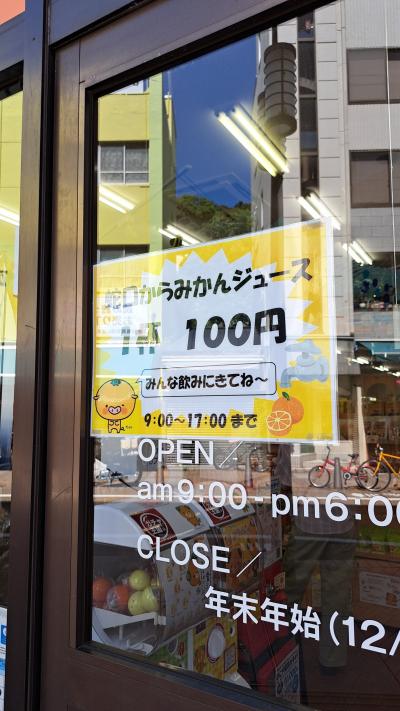 蛇口からみかんジュース
1杯 100円
みんな飲みにきてね～
9:00～17:00 まで
OPEN /
am9:00-pm6:00
CLOSE /
年末年始(12/